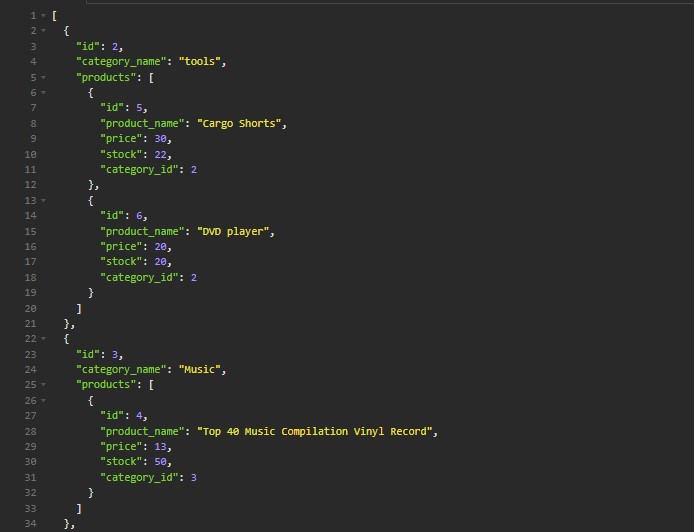 1 [
2 {
3 "id": 2,
4 "category_name": "tools",
5 "products": [
6 {
7 "id": 5,
8 "product_name": "Cargo Shorts",
9 "price": 30,
10 "stock": 22,
11 "category_id": 2
12 },
13 {
14 "id": 6,
15 "product_name": "DVD player",
16 "price": 20,
17 "stock": 20,
18 "category_id": 2
19 }
20 ]
21 },
22 {
23 "id": 3,
24 "category_name": "Music",
25 "products": [
26 {
27 "id": 4,
28 "product_name": "Top 40 Music Compilation Vinyl Record",
29 "price": 13,
30 "stock": 50,
31 "category_id": 3
32 }
33 ]
34 },